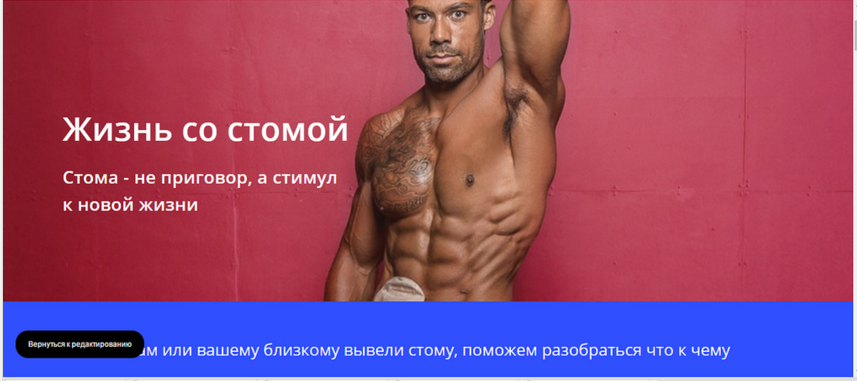 Жизнь со стомой
Стома - не приговор, а стимул
к новой жизни
Вернуться к редактированию
или вашему близкому вывели стому, поможем разобраться что к чему